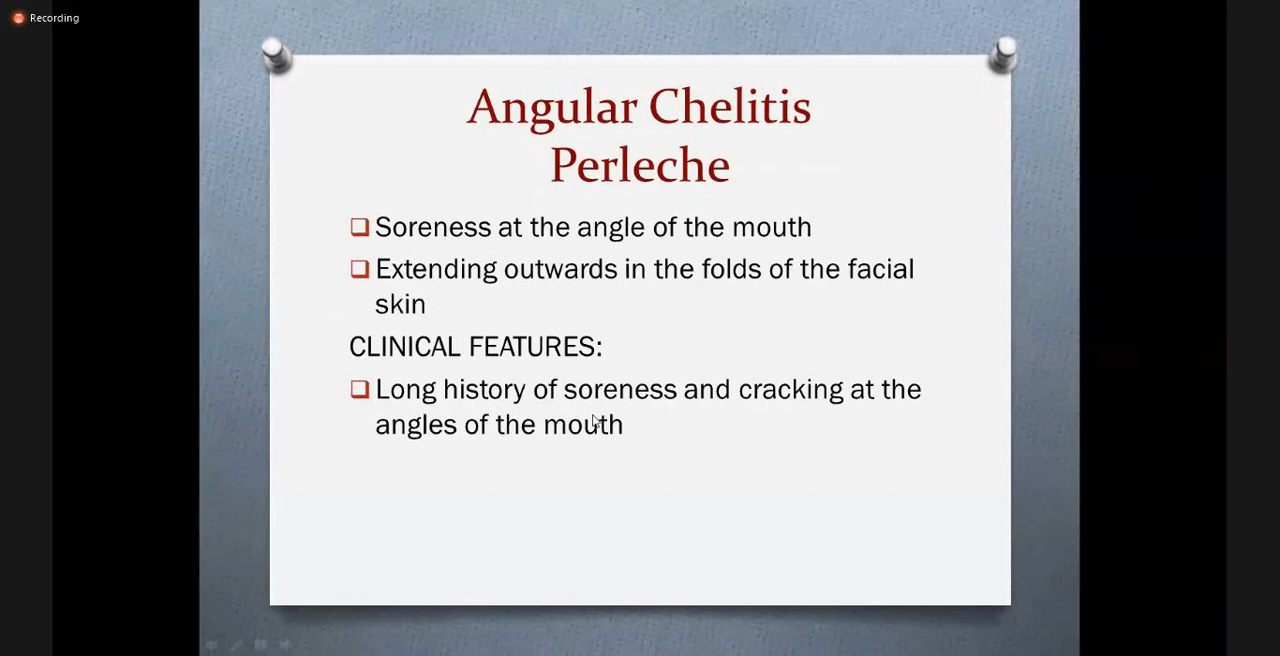 Recording
Angular Chelitis
Perleche
Soreness at the angle of the mouth
Extending outwards in the folds of the facial
skin
CLINICAL FEATURES:
Long history of soreness and cracking at the
angles of the mouth